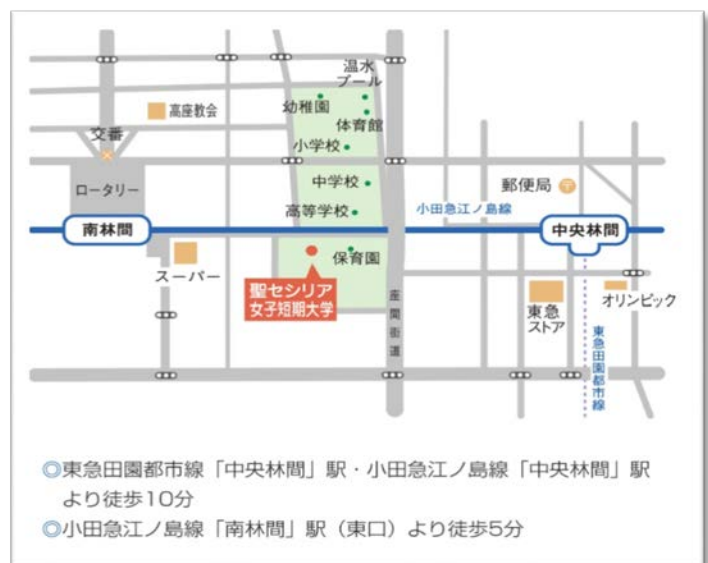 温水
プール
幼稚園
高座教会
体育館
交番
小学校
中学校
郵便局
〒
ロータリー
高等学校
小田急江ノ島線
南林間
中央林間
スーパー
保育園
聖セシリア
女子短期大学
座間街道
東急
ストア
オリンピック
東急田園都市線
◎東急田園都市線「中央林間」駅・小田急江ノ島線「中央林間」駅
より徒歩10分
◎小田急江ノ島線「南林間」駅（東口）より徒歩5分